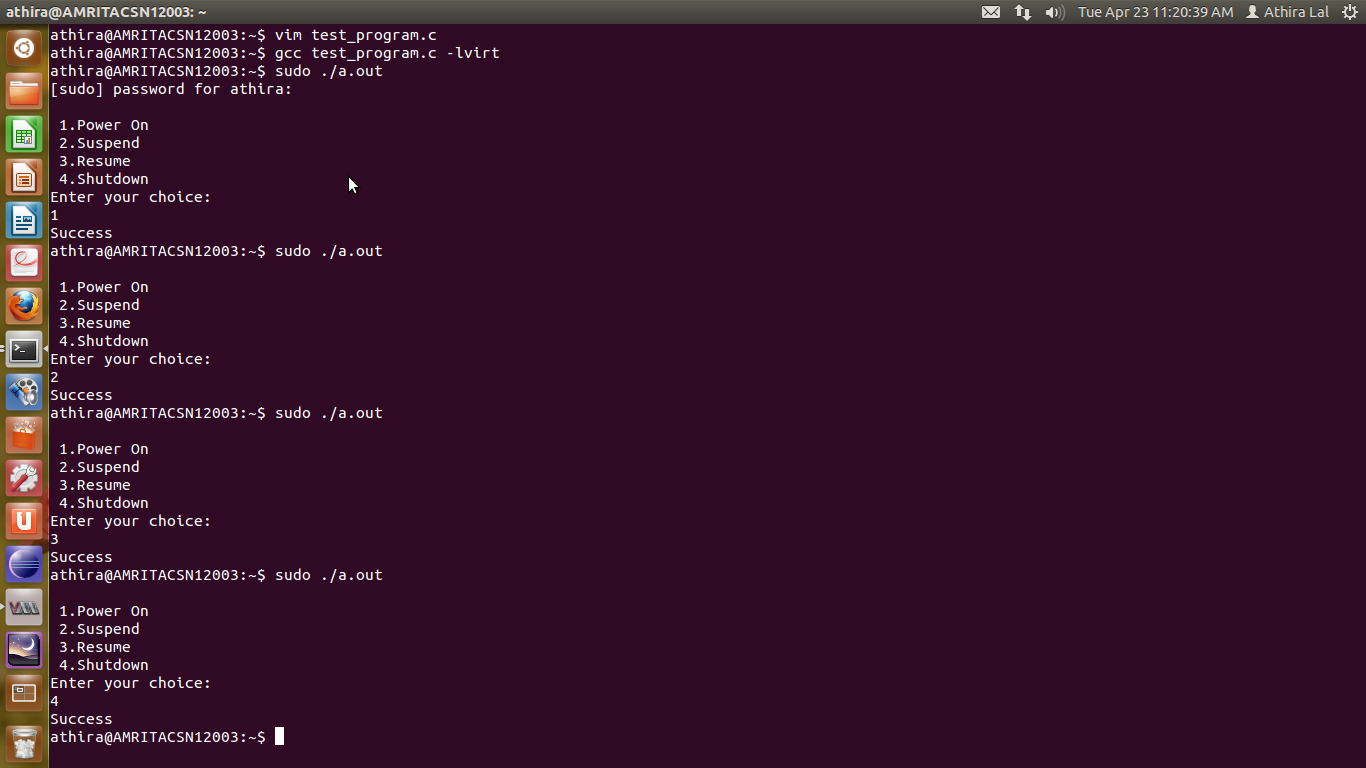 athira@AMRITACSN12003: ~
Tue Apr 23 11:20:39 AM
Athira Lal
athira@AMRITACSN12003:~$ vim test_program.c
athira@AMRITACSN12003:~$ gcc test_program.c -lvirt
athira@AMRITACSN12003:~$ sudo ./a.out
[sudo] password for athira:
1.Power On
2.Suspend
3.Resume
4.Shutdown
Enter your choice:
1
Success
athira@AMRITACSN12003:~$ sudo ./a.out
1.Power On
2.Suspend
3.Resume
4.Shutdown
Enter your choice:
2
Success
athira@AMRITACSN12003:~$ sudo ./a.out
1.Power On
2.Suspend
3.Resume
4.Shutdown
Enter your choice:
3
Success
athira@AMRITACSN12003:~$ sudo ./a.out
1.Power On
2.Suspend
3.Resume
4.Shutdown
Enter your choice:
4
Success
athira@AMRITACSN12003:~$